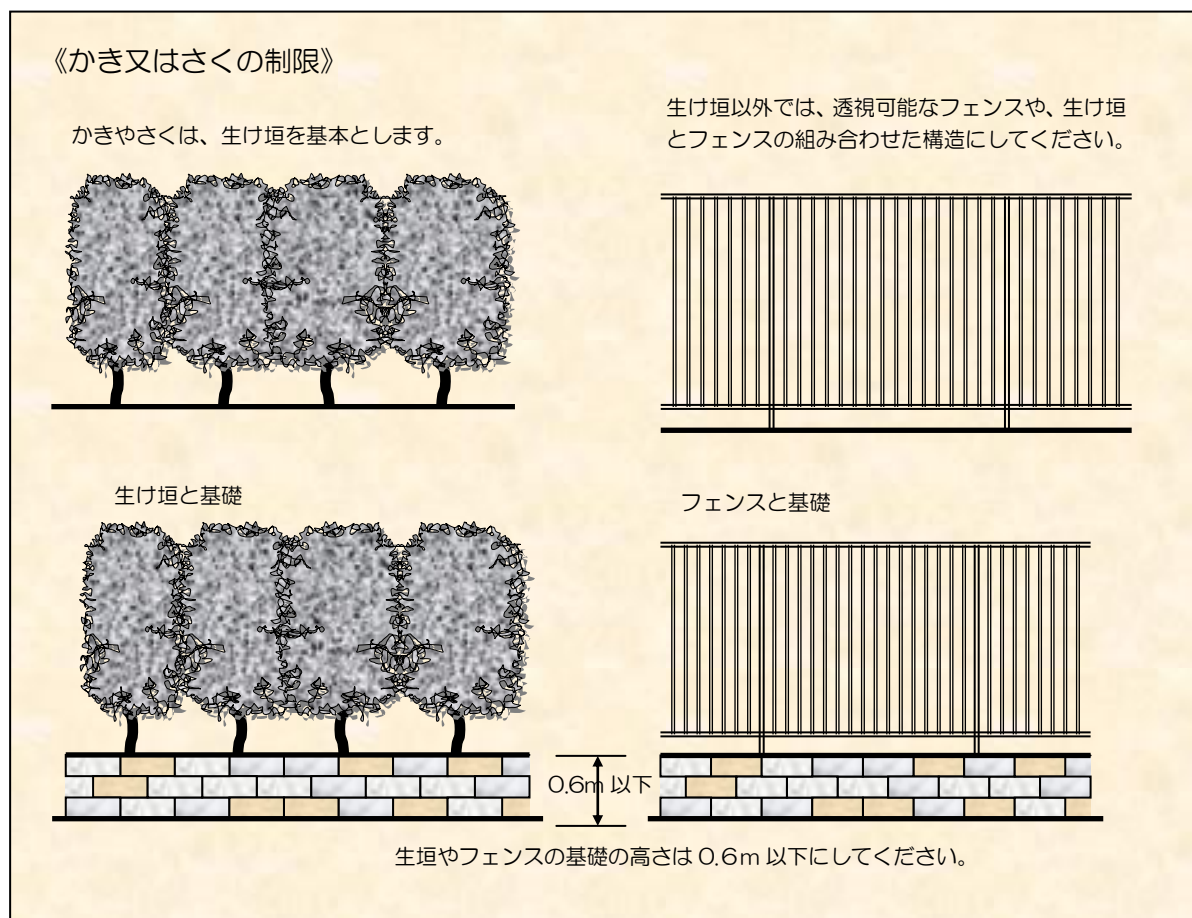 《かき又はさくの制限》
かきやさくは、生け垣を基本とします。
生け垣以外では、透視可能なフェンスや、生け垣
とフェンスの組み合わせた構造にしてください。
生け垣と基礎
フェンスと基礎
0.6m 以下
生垣やフェンスの基礎の高さは 0.6m 以下にしてください。